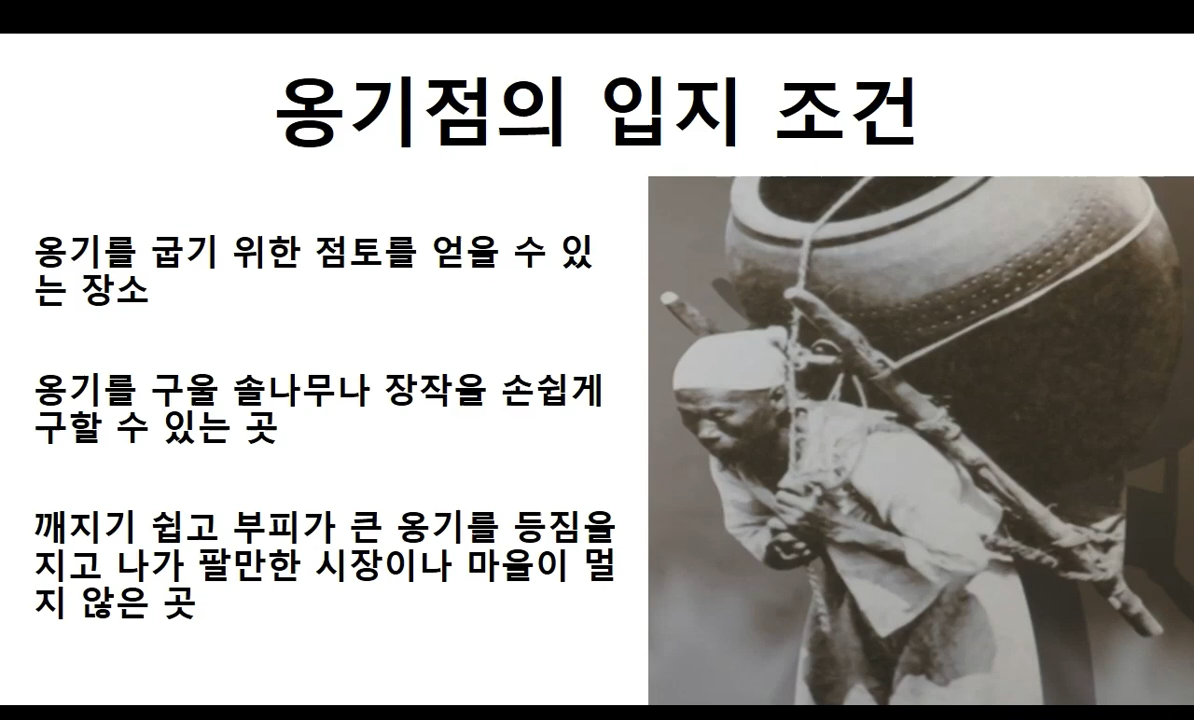 옹기점의 입지 조건
옹기를 굽기 위한 점토를 얻을 수 있
는 장소
옹기를 구울 솔나무나 장작을 손쉽게
구할 수 있는 곳
깨지기 쉽고 부피가 큰 옹기를 등짐을
지고 나가 팔만한 시장이나 마을이 멀
지 않은 곳